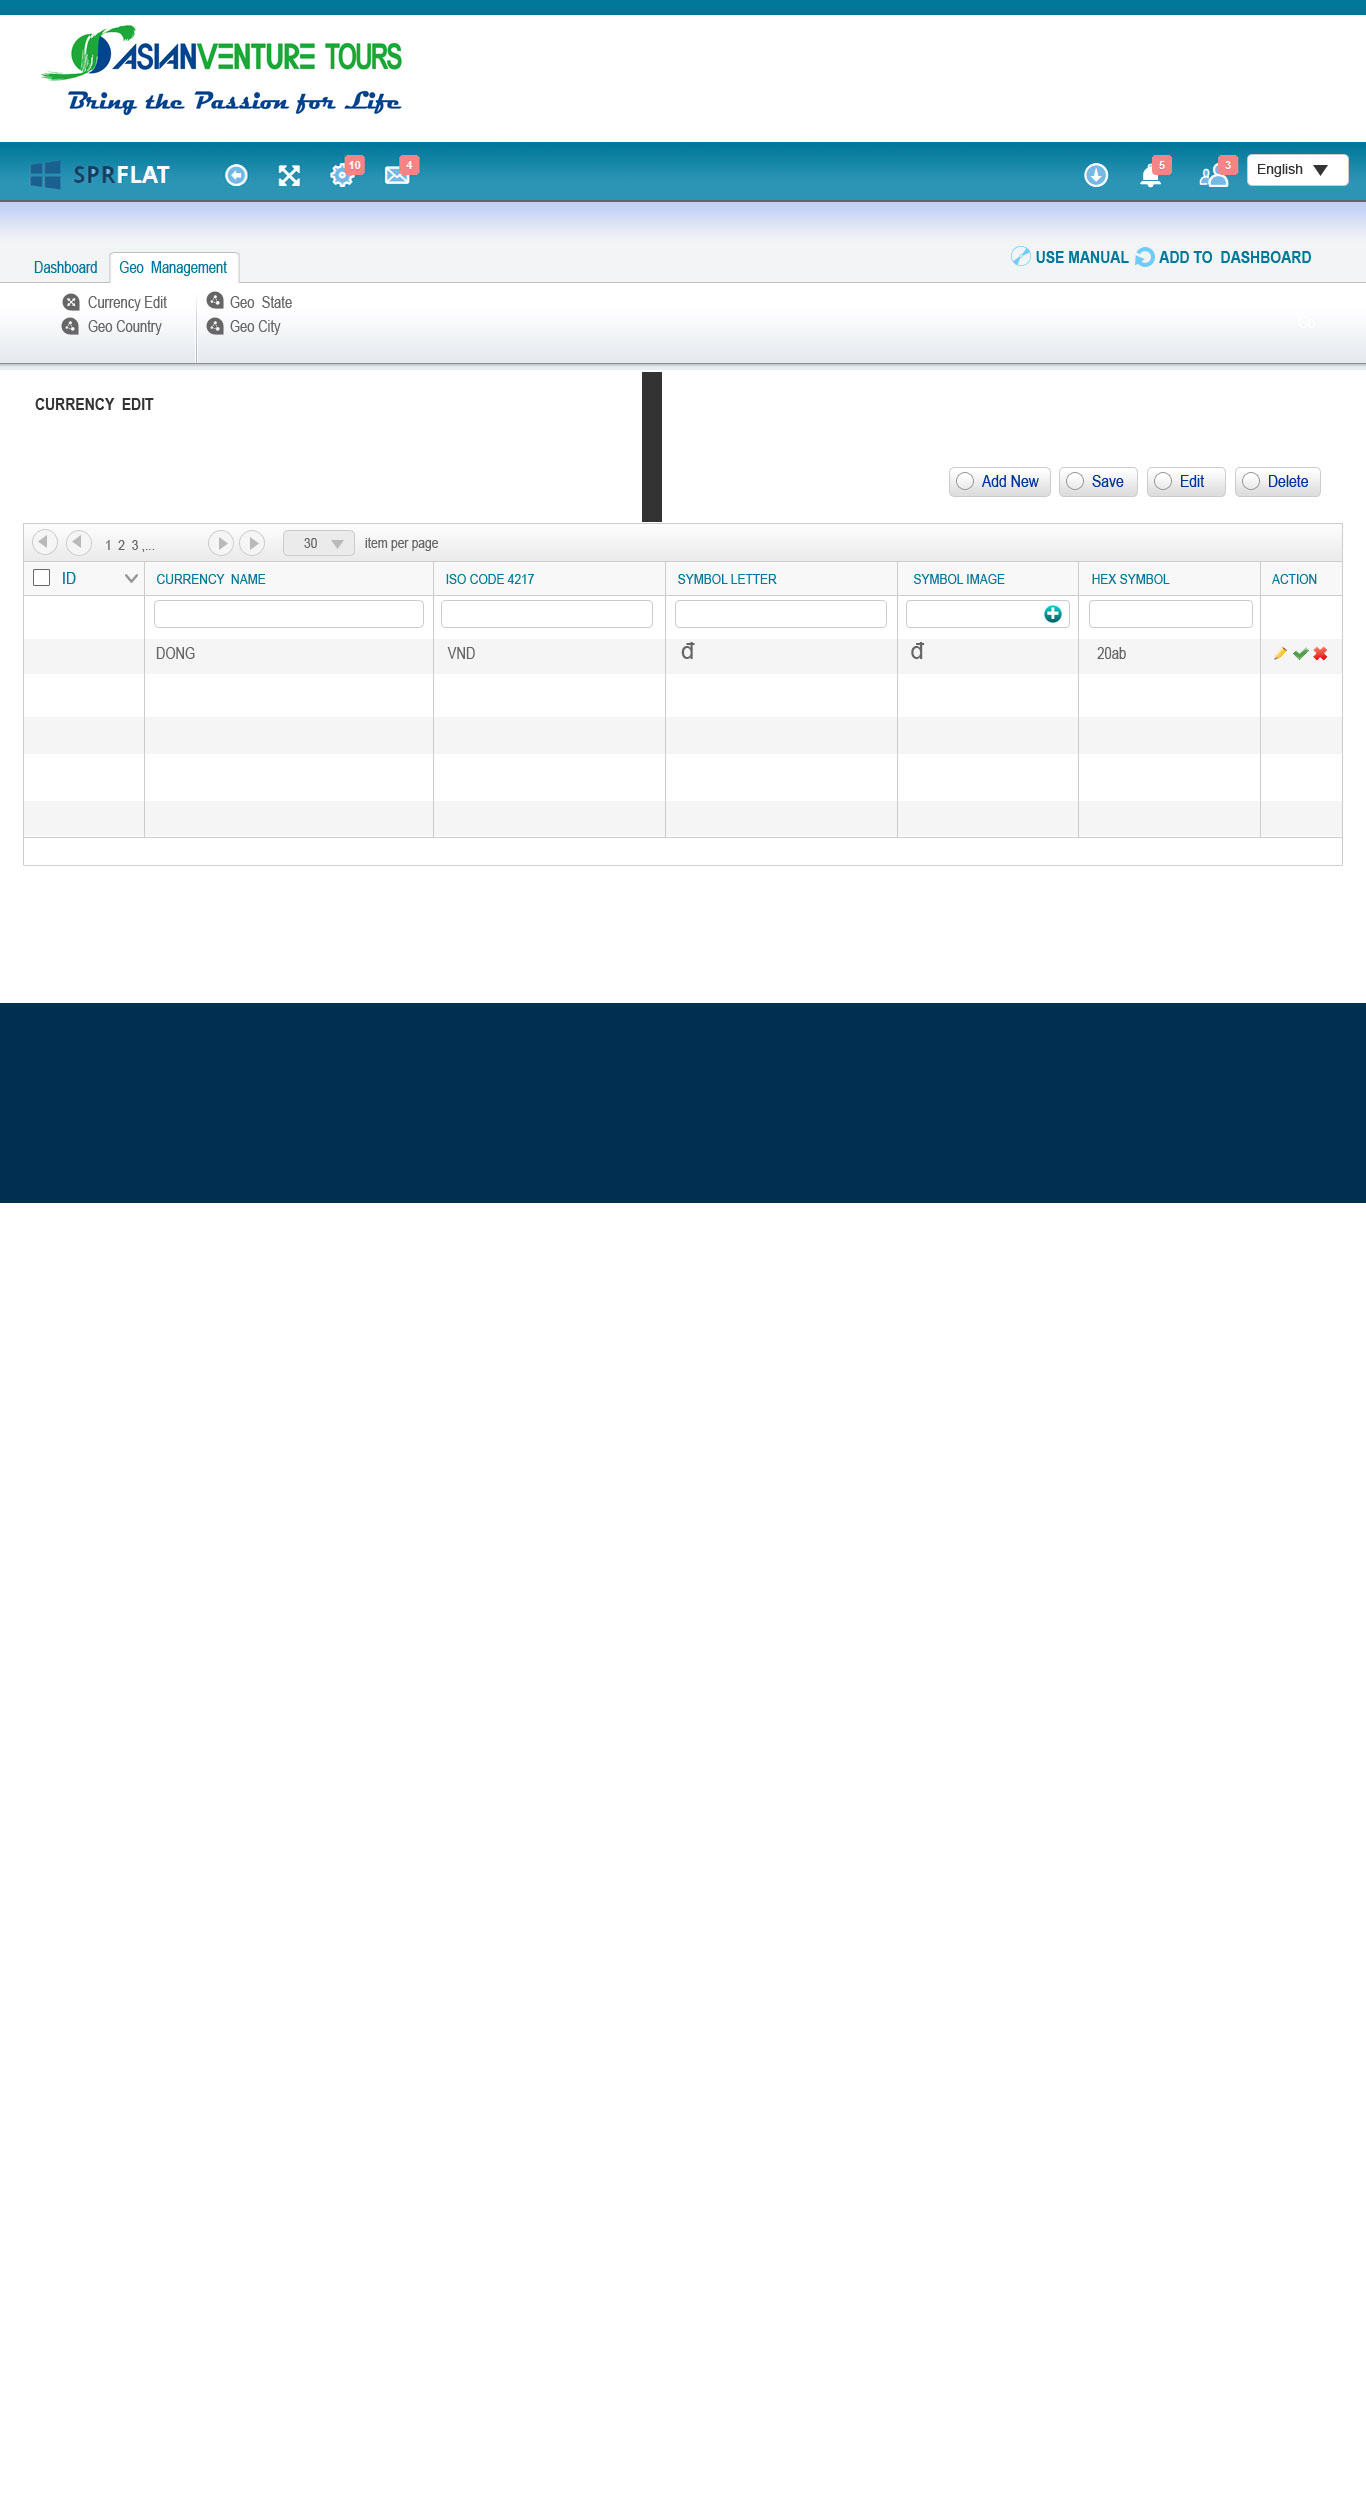 ASIANVENTURE TOURS
Bring the Passion for Life
SPRFLAT
10
4
5
3
English
Dashboard
Geo Management
USE MANUAL
ADD TO DASHBOARD
Currency Edit
Geo State
Geo Country
Geo City
Go
CURRENCY EDIT
Add New
Save
Edit
Delete
1 2 3 ,...
30
item per page
ID
CURRENCY NAME
ISO CODE 4217
SYMBOL LETTER
SYMBOL IMAGE
HEX SYMBOL
ACTION
DONG
VND
đ
đ
20ab